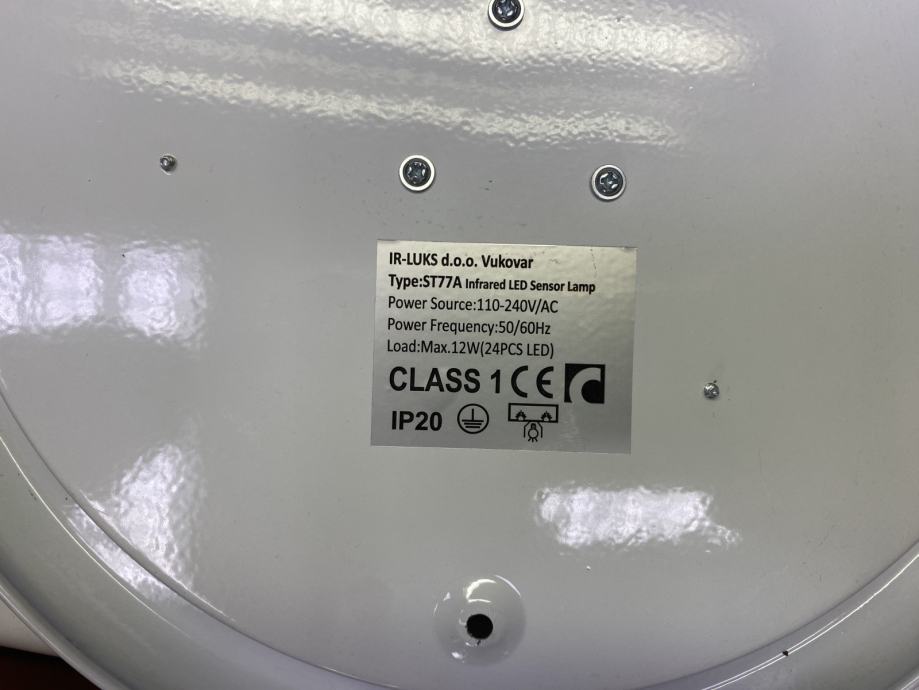 IR-LUKS d.o.o. Vukovar
Type:ST77A Infrared LED Sensor Lamp
Power Source:110-240V/AC
Power Frequency:50/60Hz
Load:Max.12W(24PCS LED)
CLASS 1 CE
IP20